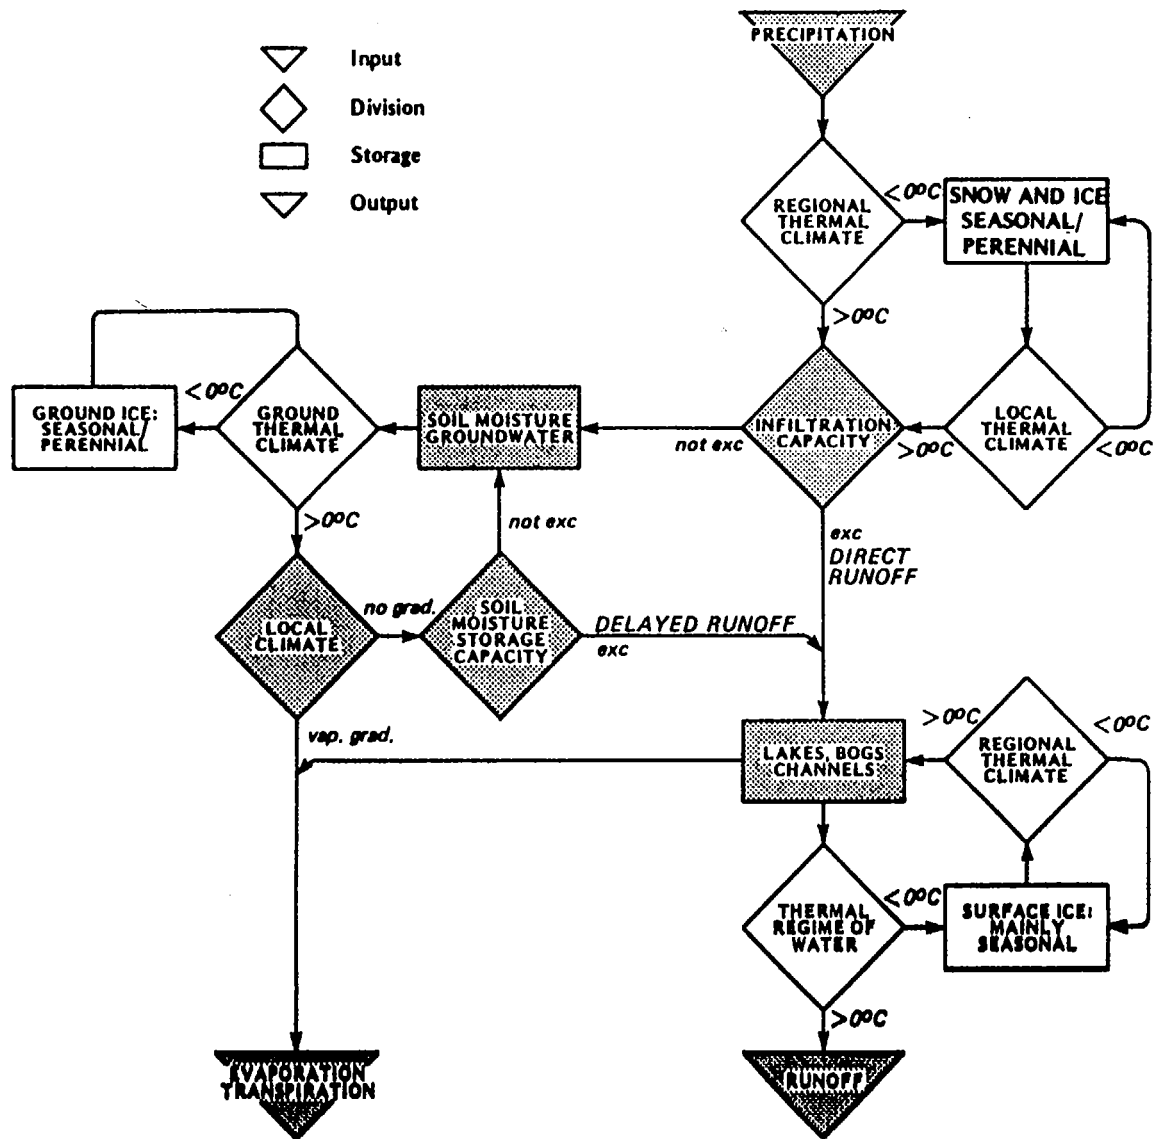 Input
Division
Storage
Output
PRECIPITATION
REGIONAL
THERMAL
CLIMATE
<0ºC
SNOW AND ICE
SEASONAL/
PERENNIAL
>0ºC
GROUND ICE:
SEASONAL/
PERENNIAL
<0ºC
GROUND
THERMAL
CLIMATE
SOIL MOISTURE
GROUNDWATER
not exc
INFILTRATION
CAPACITY
>0ºC
LOCAL
THERMAL
CLIMATE
<0ºC
>0ºC
not exc
exc
DIRECT
RUNOFF
LOCAL
CLIMATE
no grad.
SOIL
MOISTURE
STORAGE
CAPACITY
DELAYED RUNOFF
exc
vap. grad.
LAKES, BOGS
CHANNELS
>0ºC
REGIONAL
THERMAL
CLIMATE
<0ºC
THERMAL
REGIME OF
WATER
<0ºC
SURFACE ICE:
MAINLY
SEASONAL
>0ºC
EVAPORATION
TRANSPIRATION
RUNOFF